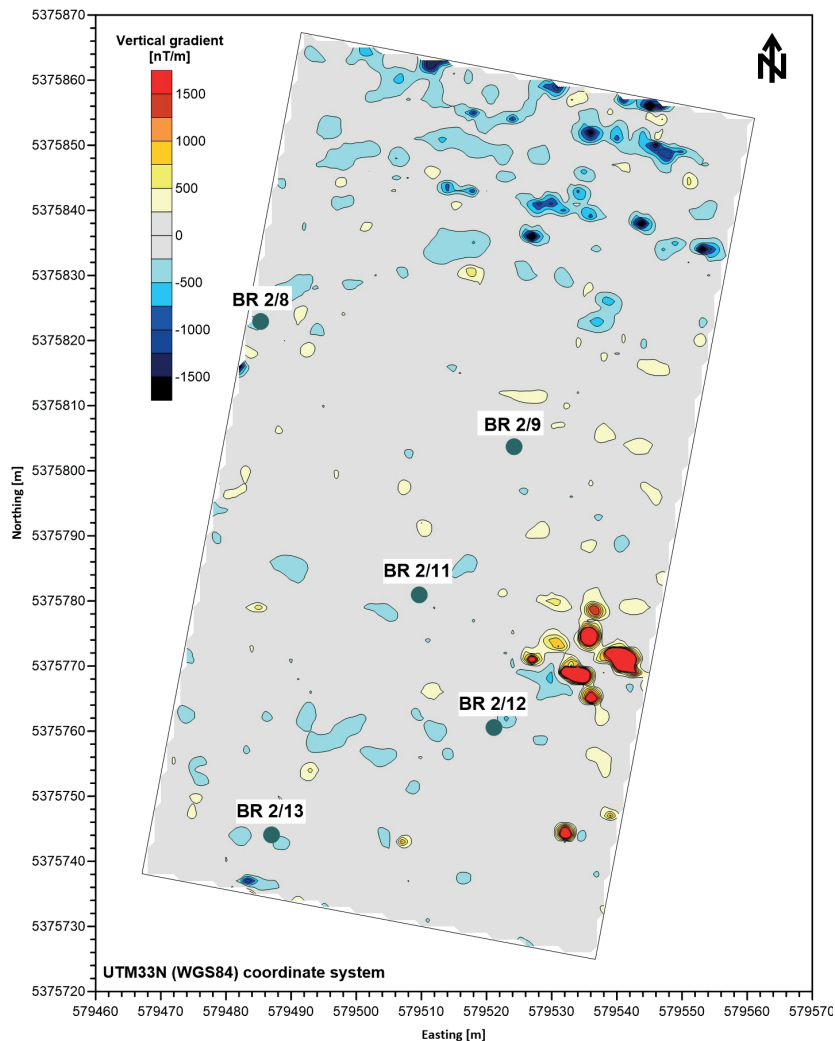 5375870
Vertical gradient
[nT/m]
1500
1000
500
0
-500
-1000
-1500
N
5375860
5375850
5375840
5375830
5375820
5375810
5375800
5375790
5375780
5375770
5375760
5375750
5375740
5375730
5375720
Northing [m]
BR 2/8
BR 2/9
BR 2/11
BR 2/12
BR 2/13
UTM33N (WGS84) coordinate system
579460 579470 579480 579490 579500 579510 579520 579530 579540 579550 579560 579570
Easting [m]